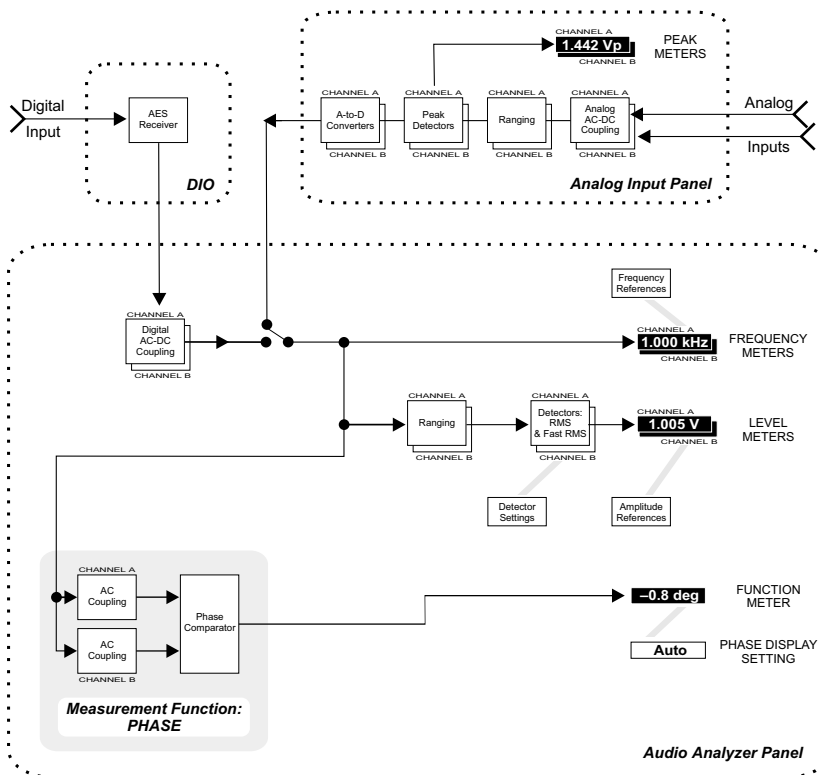 CHANNEL A
1.442 Vp
CHANNEL B
PEAK
METERS
Digital
Input
AES
Receiver
DIO
CHANNEL A
A-to-D
Converters
CHANNEL B
CHANNEL A
Peak
Detectors
CHANNEL B
CHANNEL A
Ranging
CHANNEL B
CHANNEL A
Analog
AC-DC
Coupling
CHANNEL B
Analog
Inputs
Analog Input Panel
Frequency
References
CHANNEL A
Digital
AC-DC
Coupling
CHANNEL B
CHANNEL A
1.000 kHz
CHANNEL B
FREQUENCY
METERS
CHANNEL A
Ranging
CHANNEL B
CHANNEL A
Detectors:
RMS
& Fast RMS
CHANNEL B
CHANNEL A
1.005 V
CHANNEL B
LEVEL
METERS
Detector
Settings
Amplitude
References
CHANNEL A
AC
Coupling
AC
Coupling
CHANNEL B
Phase
Comparator
–0.8 deg
FUNCTION
METER
Auto
PHASE DISPLAY
SETTING
Measurement Function:
PHASE
Audio Analyzer Panel